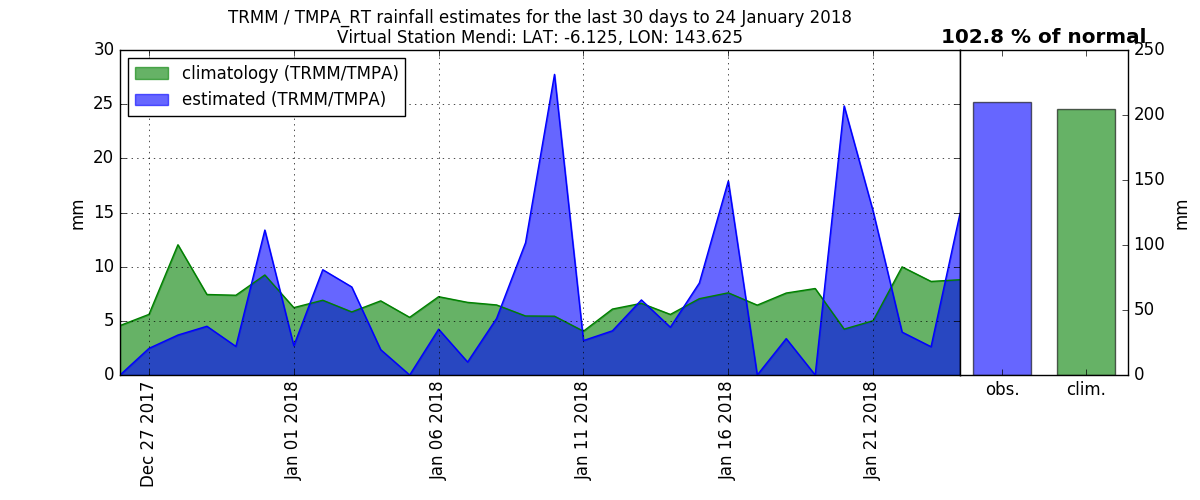 TRMM / TMPA_RT rainfall estimates for the last 30 days to 24 January 2018
Virtual Station Mendi: LAT: -6.125, LON: 143.625
102.8 % of normal
climatology (TRMM/TMPA)
estimated (TRMM/TMPA)
30
25
20
15
10
5
0
mm
Dec 27 2017
Jan 01 2018
Jan 06 2018
Jan 11 2018
Jan 16 2018
Jan 21 2018
250
200
150
100
50
0
mm
obs.
clim.